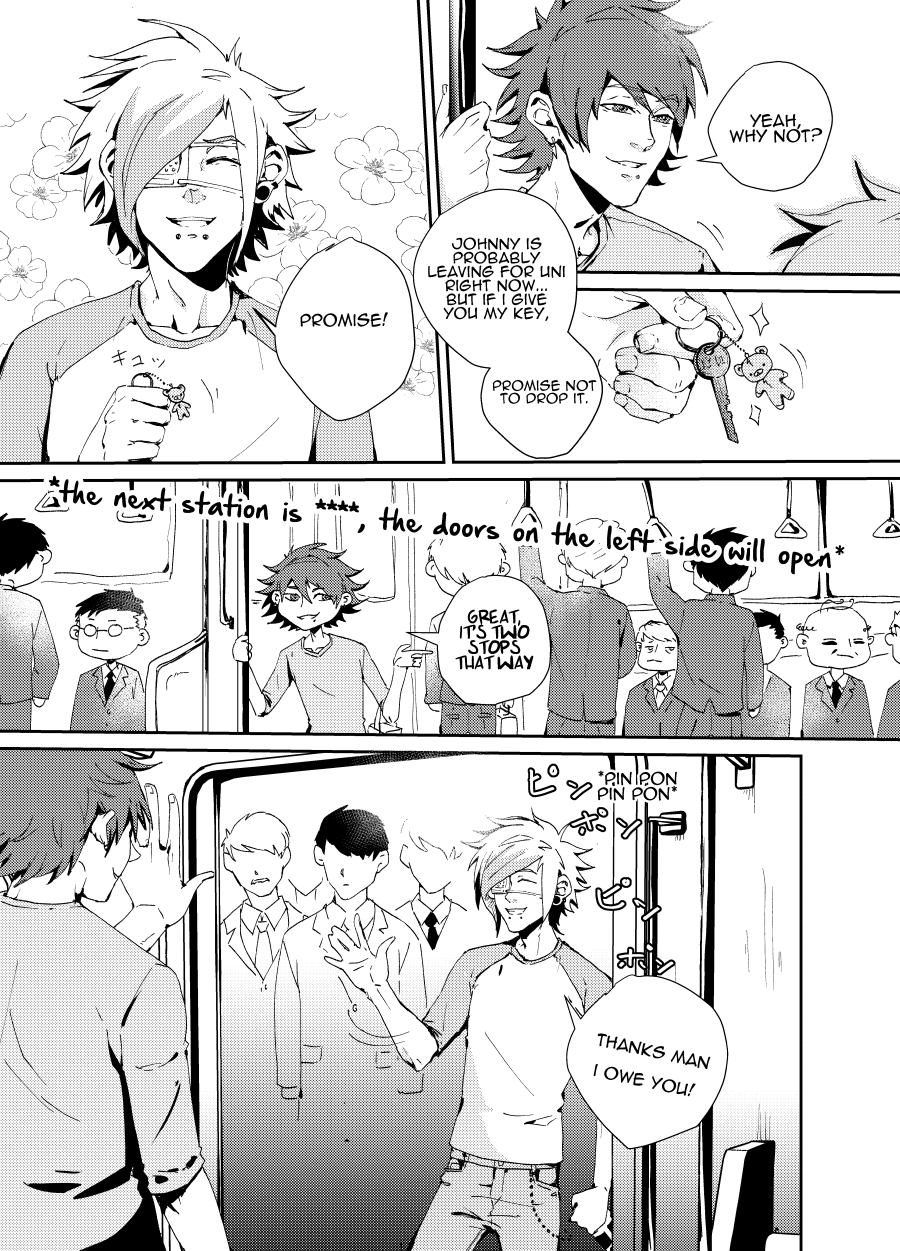 YEAH,
WHY NOT?
JOHNNY IS
PROBABLY
LEAVING FOR UNI
RIGHT NOW...
BUT IF I GIVE
YOU MY KEY,
PROMISE NOT
TO DROP IT.
PROMISE!
キュッ
*the next station is ****, the doors on the left side will open*
GREAT,
IT'S TWO
STOPS
THAT WAY
ピン
ポン
ピン
ポン
*PIN PON
PIN PON*
THANKS MAN
I OWE YOU!